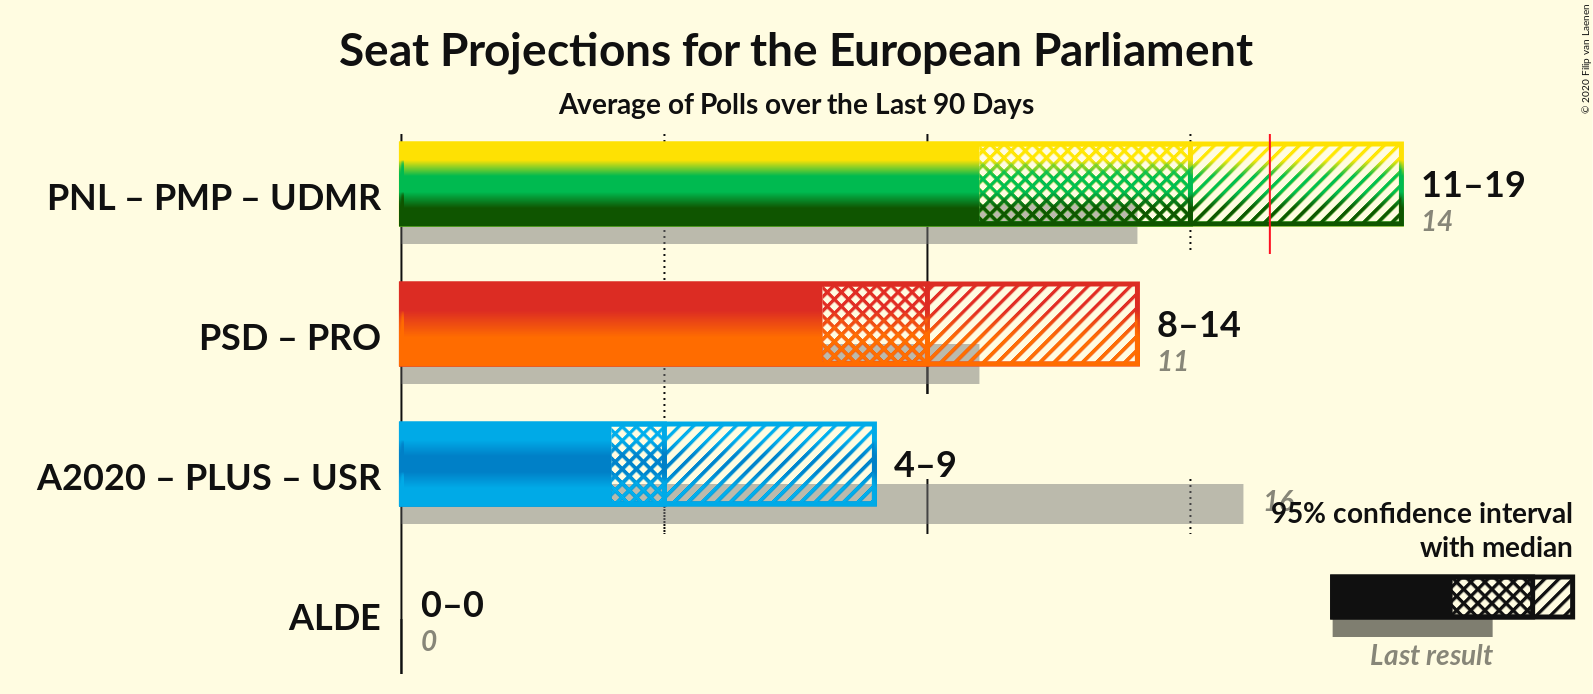 Seat Projections for the European Parliament
Average of Polls over the Last 90 Days
© 2020 Filip van Laenen
PNL – PMP – UDMR
11–19
14
PSD – PRO
8–14
11
A2020 – PLUS – USR
4–9
16
ALDE
0–0
0
95% confidence interval
with median
Last result